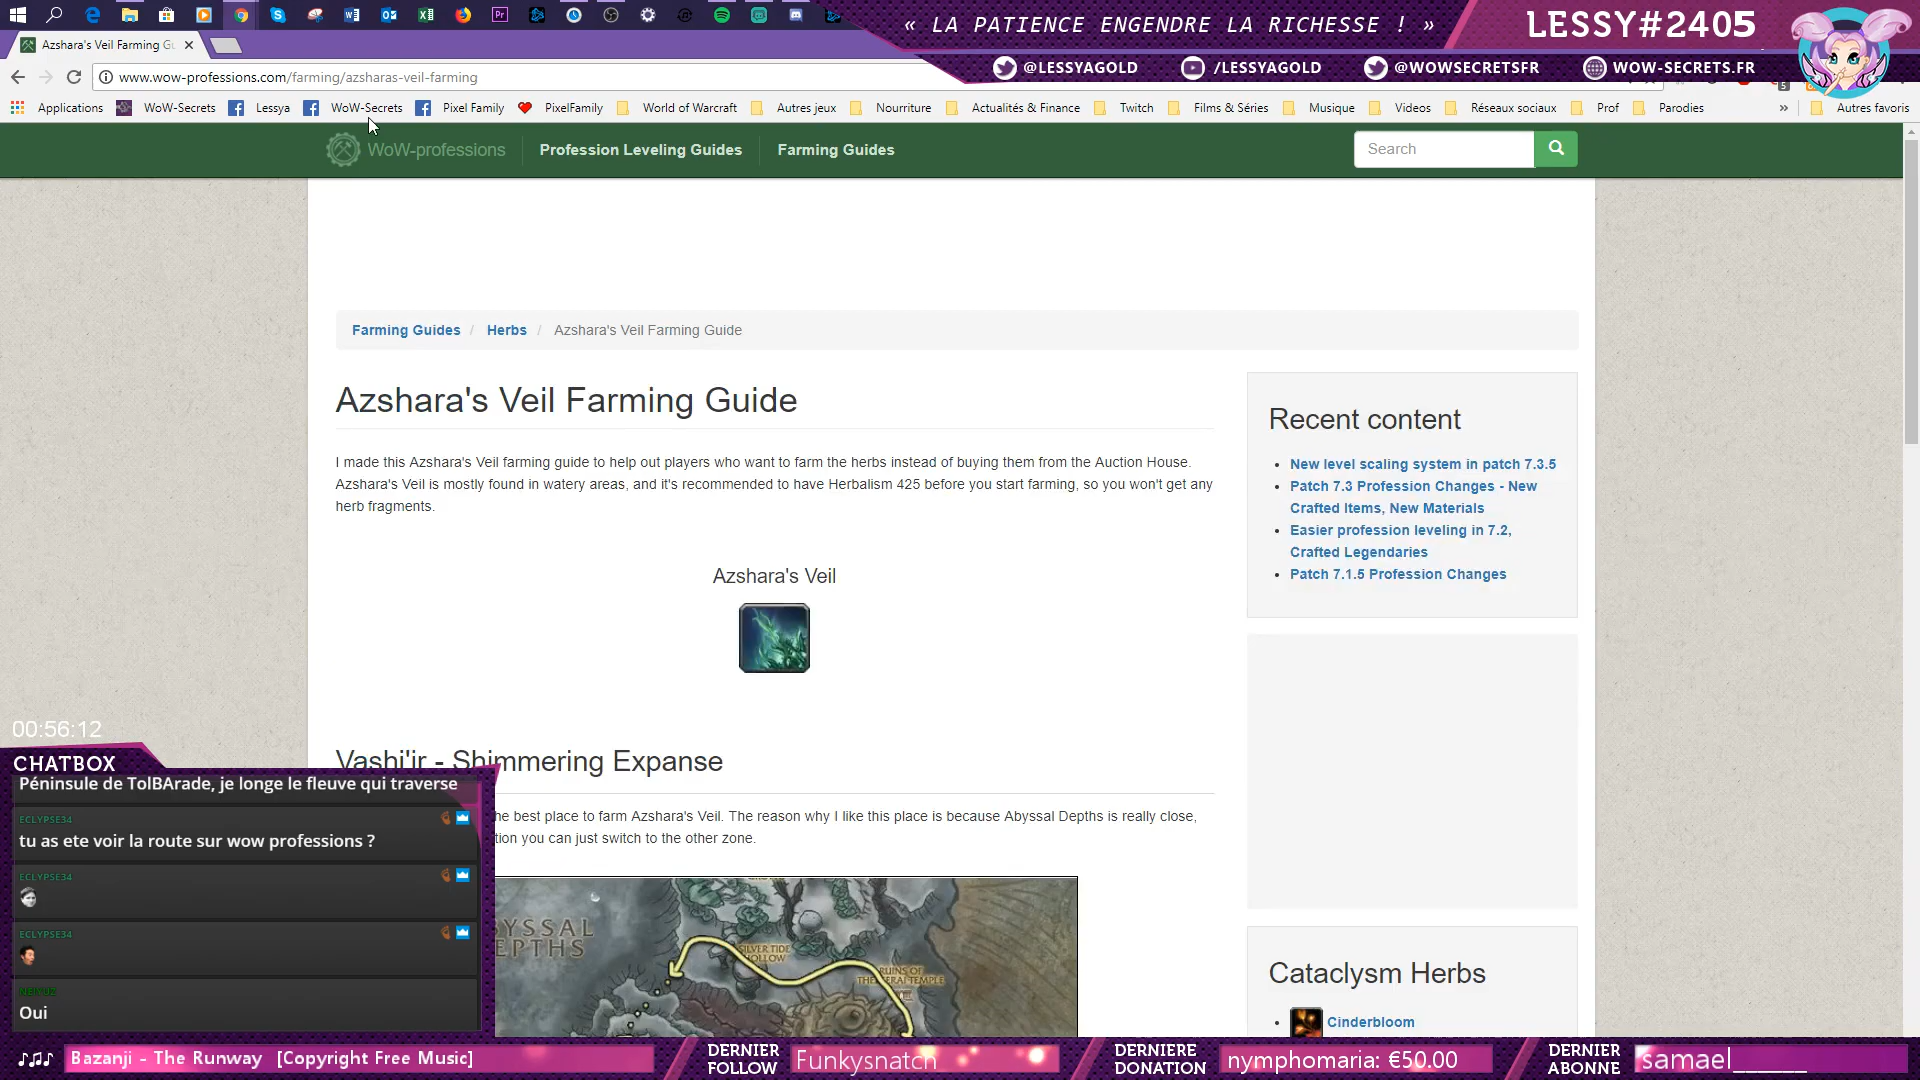 « LA PATIENCE ENGENDRE LA RICHESSE ! »
LESSY#2405
Azshara's Veil Farming Gu
@LESSYAGOLD
/LESSYAGOLD
@WOWSECRETSFR
WOW-SECRETS.FR
www.wow-professions.com/farming/azsharas-veil-farming
Applications
WoW-Secrets
Lessya
WoW-Secrets
Pixel Family
PixelFamily
World of Warcraft
Autres jeux
Nourriture
Actualités & Finance
Twitch
Films & Séries
Musique
Videos
Réseaux sociaux
Prof
Parodies
»
Autres favoris
WoW-professions
Profession Leveling Guides
Farming Guides
Search
Farming Guides / Herbs / Azshara's Veil Farming Guide
Azshara's Veil Farming Guide
I made this Azshara's Veil farming guide to help out players who want to farm the herbs instead of buying them from the Auction House.
Azshara's Veil is mostly found in watery areas, and it's recommended to have Herbalism 425 before you start farming, so you won't get any
herb fragments.
Azshara's Veil
Vashj'ir - Shimmering Expanse
he best place to farm Azshara's Veil. The reason why I like this place is because Abyssal Depths is really close,
tion you can just switch to the other zone.
YSSAL
DEPTHS
SILVER TIDE
HOLLOW
RUINS OF
Recent content
New level scaling system in patch 7.3.5
Patch 7.3 Profession Changes - New
Crafted Items, New Materials
Easier profession leveling in 7.2,
Crafted Legendaries
Patch 7.1.5 Profession Changes
Cataclysm Herbs
Cinderbloom
00:56:12
CHATBOX
Péninsule de TolBArade, je longe le fleuve qui traverse
ECLYPSE34
tu as ete voir la route sur wow professions ?
ECLYPSE34
ECLYPSE34
Oui
Bazanji - The Runway [Copyright Free Music]
DERNIER
FOLLOW
Funkysnatch
DERNIERE
DONATION
nymphomaria: €50.00
DERNIER
ABONNE
samael______